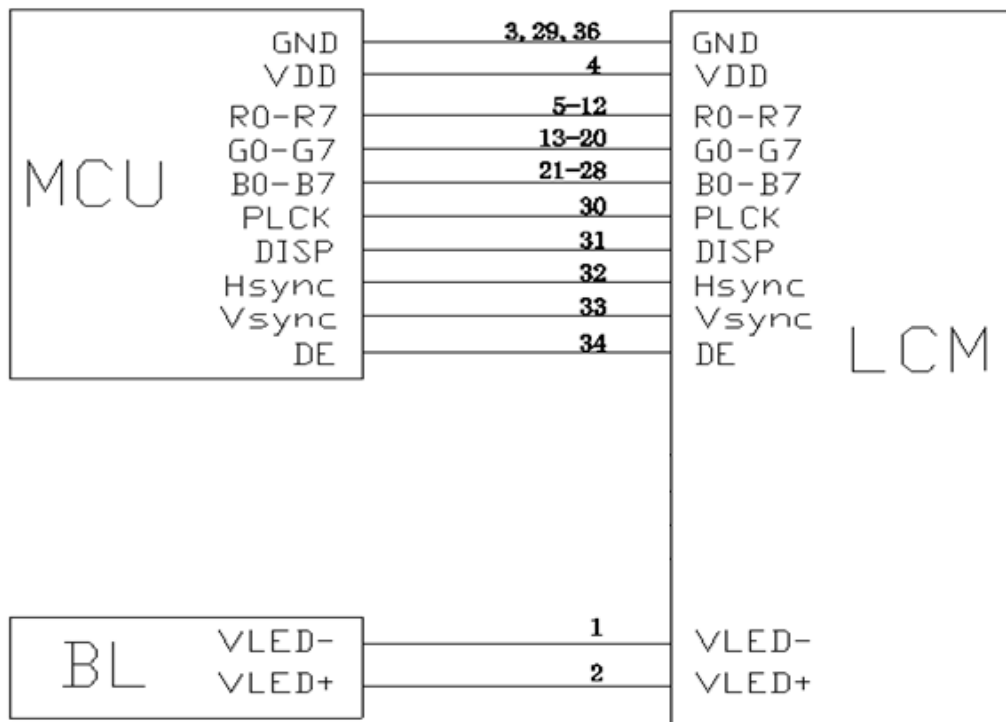 GND 3,29,36 GND
VDD 4 VDD
R0-R7 5-12 R0-R7
G0-G7 13-20 G0-G7
MCU
B0-B7 21-28 B0-B7
PLCK 30 PLCK
DISP 31 DISP
Hsync 32 Hsync
Vsync 33 Vsync
DE 34 DE
LCM
VLED- 1 VLED-
BL
VLED+ 2 VLED+